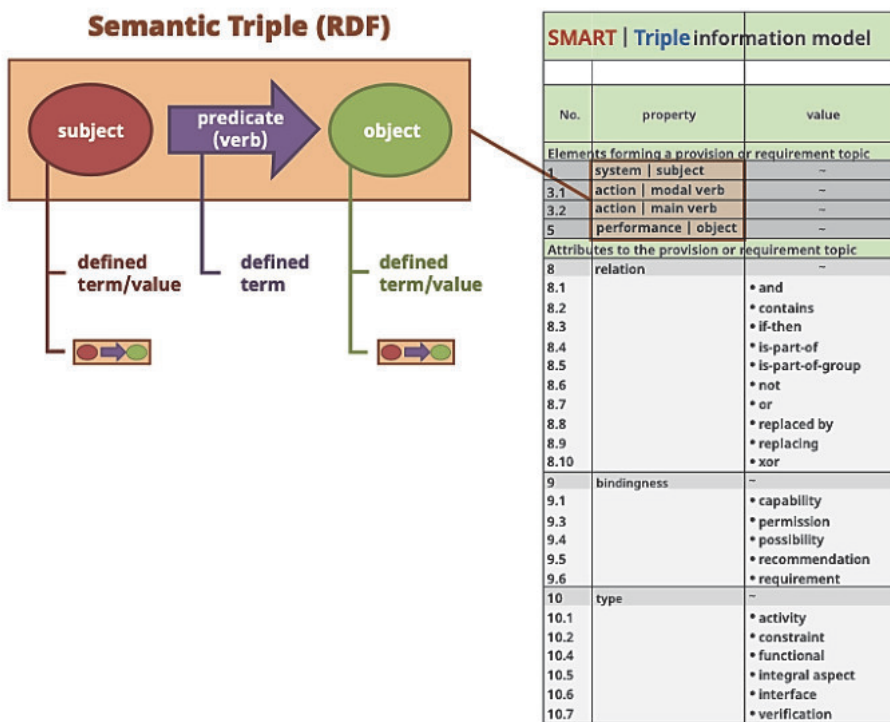 Semantic Triple (RDF)
subject
predicate
(verb)
object
defined
term/value
defined
term
defined
term/value
SMART | Triple information model
No. property value
Elements forming a provision or requirement topic
1 system | subject ~
3.1 action | modal verb ~
3.2 action | main verb ~
5 performance | object ~
Attributes to the provision or requirement topic
8 relation ~
8.1 • and
8.2 • contains
8.3 • if-then
8.4 • is-part-of
8.5 • is-part-of-group
8.6 • not
8.7 • or
8.8 • replaced by
8.9 • replacing
8.10 • xor
9 bindingness ~
9.1 • capability
9.3 • permission
9.4 • possibility
9.5 • recommendation
9.6 • requirement
10 type ~
10.1 • activity
10.2 • constraint
10.4 • functional
10.5 • integral aspect
10.6 • interface
10.7 • verification